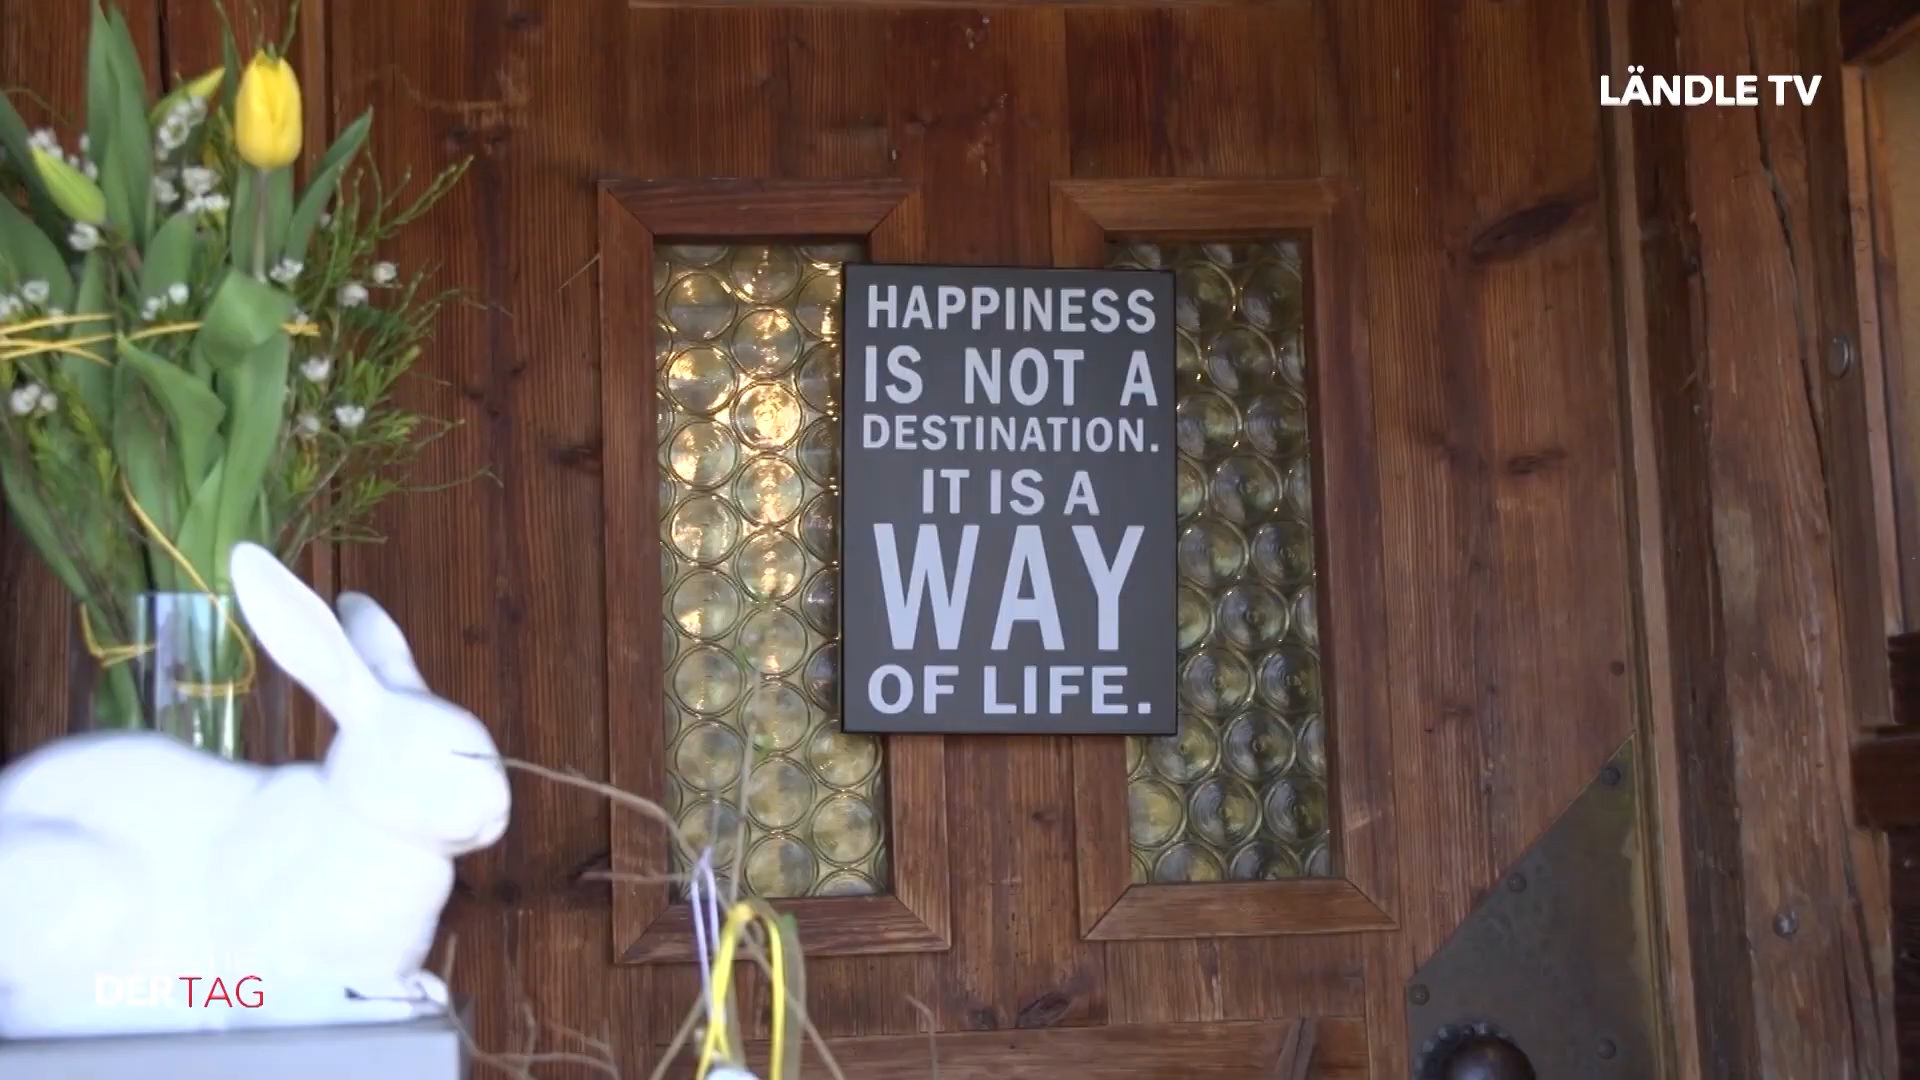 LÄNDLE TV
HAPPINESS
IS NOT A
DESTINATION.
IT IS A
WAY
OF LIFE.
DER TAG